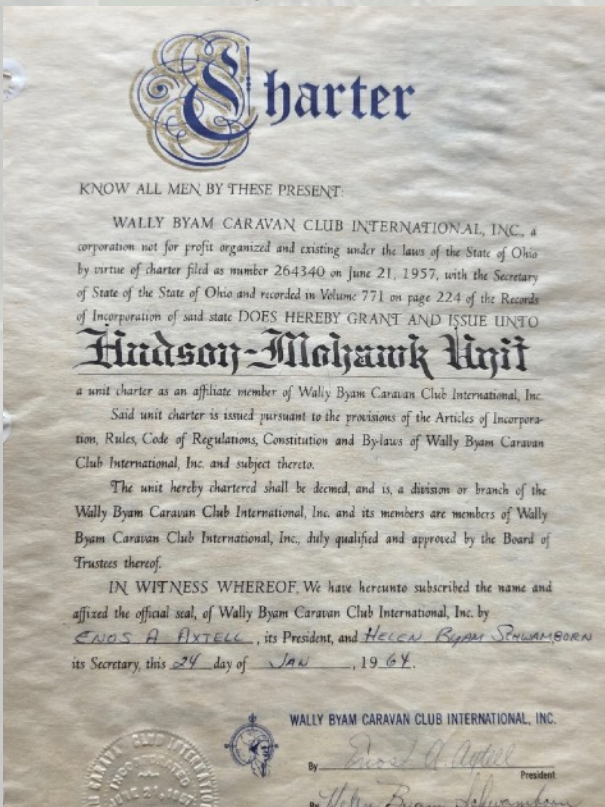 Charter
KNOW ALL MEN BY THESE PRESENT:
WALLY BYAM CARAVAN CLUB INTERNATIONAL, INC., a
corporation not for profit organized and existing under the laws of the State of Ohio
by virtue of charter filed as number 264340 on June 21, 1957, with the Secretary
of State of the State of Ohio and recorded in Volume 771 on page 224 of the Records
of Incorporation of said state DOES HEREBY GRANT AND ISSUE UNTO
Hudson-Mohawk Unit
a unit charter as an affiliate member of Wally Byam Caravan Club International, Inc.
Said unit charter is issued pursuant to the provisions of the Articles of Incorpora-
tion, Rules, Code of Regulations, Constitution and By-laws of Wally Byam Caravan
Club International, Inc. and subject thereto.
The unit hereby chartered shall be deemed, and is, a division or branch of the
Wally Byam Caravan Club International, Inc. and its members are members of Wally
Byam Caravan Club International, Inc., duly qualified and approved by the Board of
Trustees thereof.
IN WITNESS WHEREOF, We have hereunto subscribed the name and
affixed the official seal, of Wally Byam Caravan Club International, Inc. by
ENOS A AXTELL, its President, and HELEN BYAM SCHWAMBORN
its Secretary, this 24 day of JAN, 1964.
WALLY BYAM CARAVAN CLUB INTERNATIONAL, INC.
By Enos A. Axtell
President
By Helen Byam Schwamborn
CARAVAN CLUB INTERNATION
INCORPORATED
JUNE 21, 1957